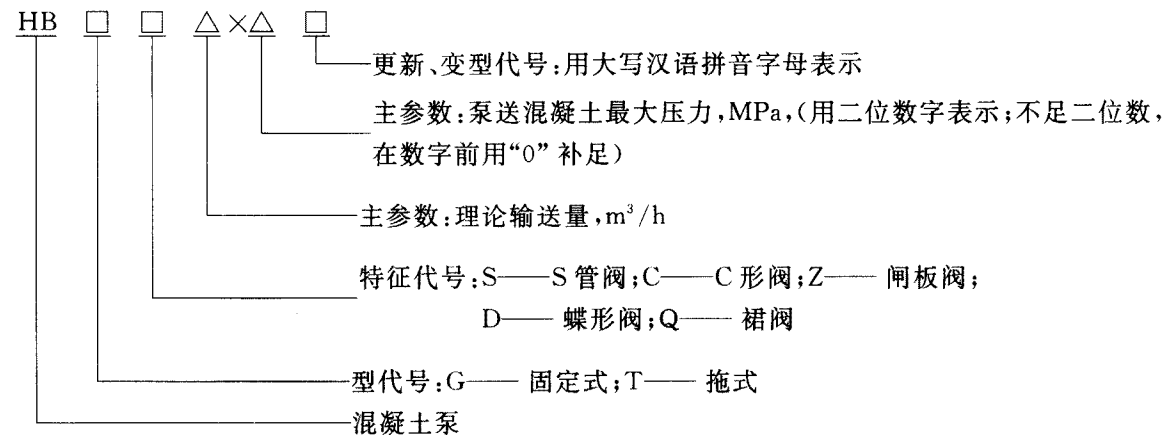 HB □ □ △×△ □
更新、变型代号:用大写汉语拼音字母表示
主参数:泵送混凝土最大压力,MPa,(用二位数字表示;不足二位数,
在数字前用“0”补足)
主参数:理论输送量,m³/h
特征代号:S——S管阀;C——C形阀;Z——闸板阀;
D——蝶形阀;Q——裙阀
型代号:G——固定式;T——拖式
混凝土泵